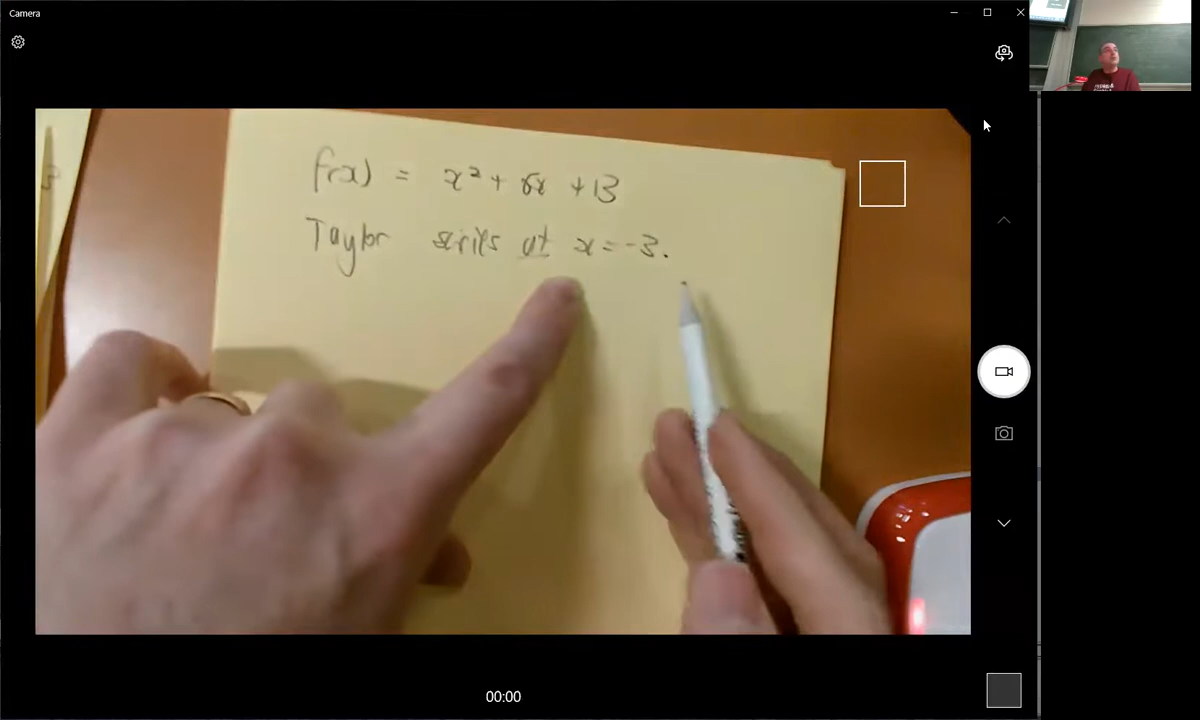 Camera
f(x) = x² + 6x + 13
Taylor series at x = -3.
00:00